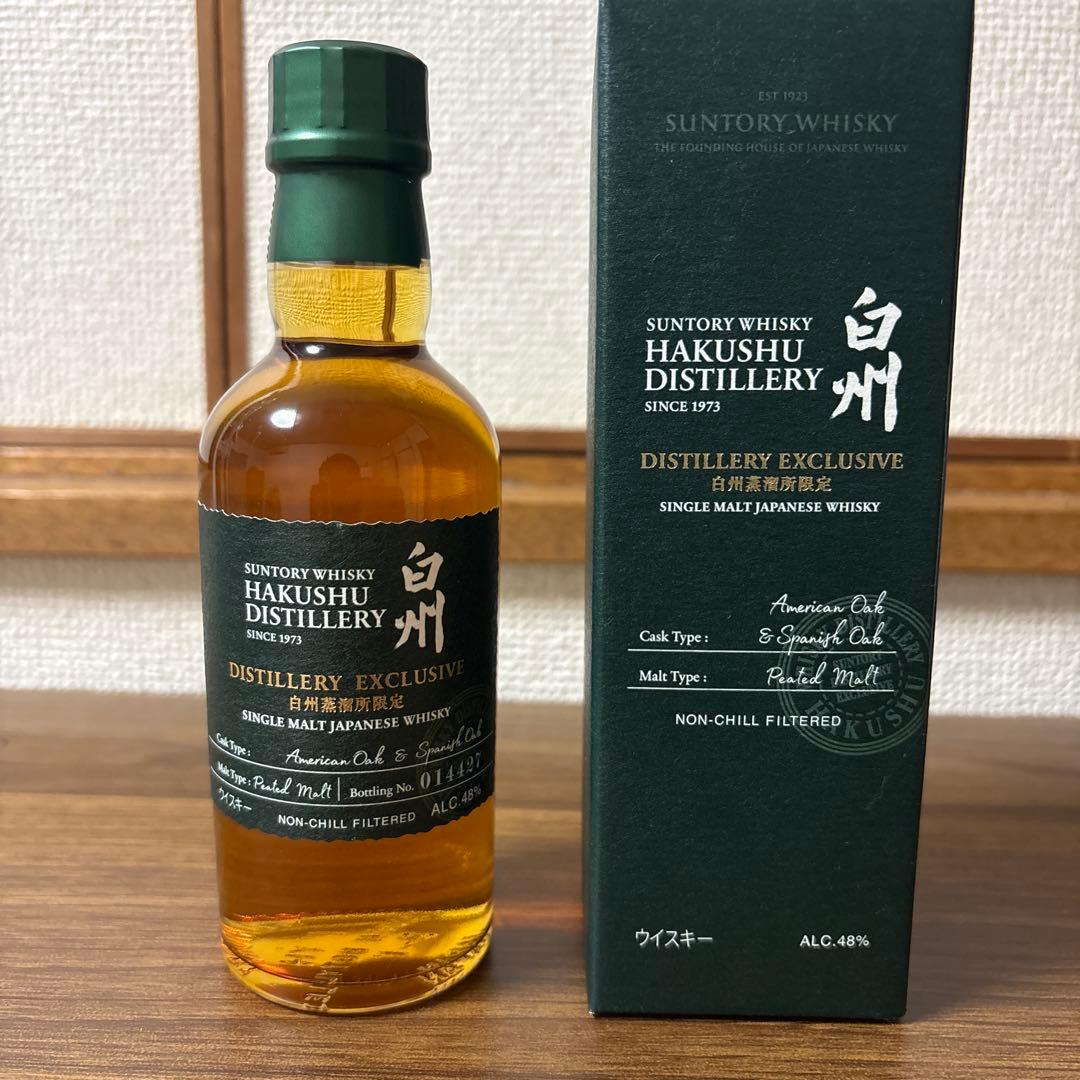 SUNTORY WHISKY
HAKUSHU
DISTILLERY
SINCE 1973
白州
DISTILLERY EXCLUSIVE
白州蒸溜所限定
SINGLE MALT JAPANESE WHISKY
Cask Type : American Oak & Spanish Oak
Malt Type : Peated Malt | Bottling No. 014427
ウイスキー
NON-CHILL FILTERED
ALC.48%
EST 1923
SUNTORY WHISKY
THE FOUNDING HOUSE OF JAPANESE WHISKY
SUNTORY WHISKY
HAKUSHU
DISTILLERY
SINCE 1973
白州
DISTILLERY EXCLUSIVE
白州蒸溜所限定
SINGLE MALT JAPANESE WHISKY
American Oak
Cask Type : & Spanish Oak
Malt Type : Peated Malt
NON-CHILL FILTERED
SUNTORY
DISTILLERY
EXCLUSIVE
HAKUSHU
ウイスキー
ALC.48%